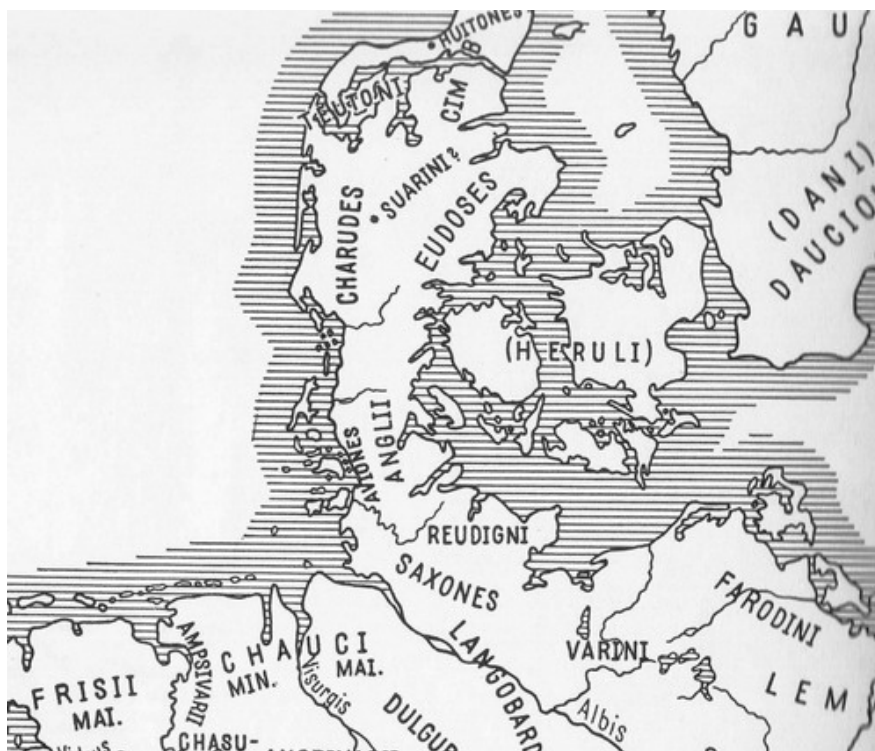 HUITONES
GAU
TEUTONI
CIM
B
SUARINI?
(DANI)
DAUCION
CHARUDES
EUDOSES
(HERULI)
AVIONES
ANGLII
REUDIGNI
SAXONES
FARODINI
VARINI
LANGOBARD
LEM
CHAUCI
MIN.
MAI.
AMPSIVARII
FRISII
MAI.
Visurgis
DULGUB
Albis
CHASU-